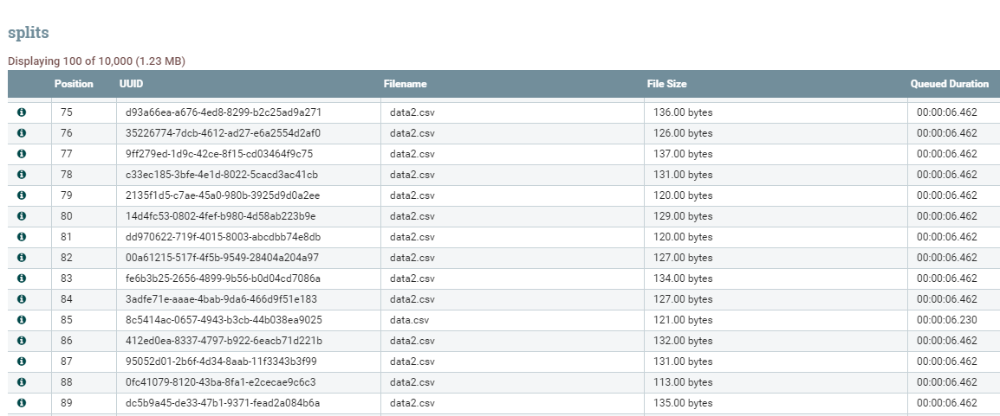 splits
Displaying 100 of 10,000 (1.23 MB)
Position UUID Filename File Size Queued Duration
75 d93a66ea-a676-4ed8-8299-b2c25ad9a271 data2.csv 136.00 bytes 00:00:06.462
76 35226774-7dcb-4612-ad27-e6a2554d2af0 data2.csv 126.00 bytes 00:00:06.462
77 9ff279ed-1d9c-42ce-8f15-cd03464f9c75 data2.csv 137.00 bytes 00:00:06.462
78 c33ec185-3bfe-4e1d-8022-5cacd3ac41cb data2.csv 131.00 bytes 00:00:06.462
79 2135f1d5-c7ae-45a0-980b-3925d9d0a2ee data2.csv 120.00 bytes 00:00:06.462
80 14d4fc53-0802-4fef-b980-4d58ab223b9e data2.csv 129.00 bytes 00:00:06.462
81 dd970622-719f-4015-8003-abcdbb74e8db data2.csv 120.00 bytes 00:00:06.462
82 00a61215-517f-4f5b-9549-28404a204a97 data2.csv 127.00 bytes 00:00:06.462
83 fe6b3b25-2656-4899-9b56-b0d04cd7086a data2.csv 134.00 bytes 00:00:06.462
84 3adfe71e-aaae-4bab-9da6-466d9f51e183 data2.csv 127.00 bytes 00:00:06.462
85 8c5414ac-0657-4943-b3cb-44b038ea9025 data.csv 121.00 bytes 00:00:06.230
86 412ed0ea-8337-4797-b922-6eacb71d221b data2.csv 132.00 bytes 00:00:06.462
87 95052d01-2b6f-4d34-8aab-11f3343b3f99 data2.csv 131.00 bytes 00:00:06.462
88 0fc41079-8120-43ba-8fa1-e2cecae9c6c3 data2.csv 113.00 bytes 00:00:06.462
89 dc5b9a45-de33-47b1-9371-fead2a084b6a data2.csv 135.00 bytes 00:00:06.462